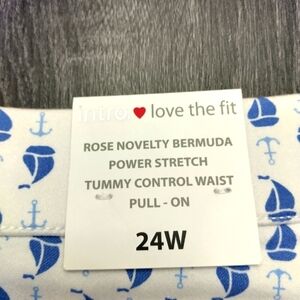 intro ♥ love the fit
ROSE NOVELTY BERMUDA
POWER STRETCH
TUMMY CONTROL WAIST
PULL - ON
24W